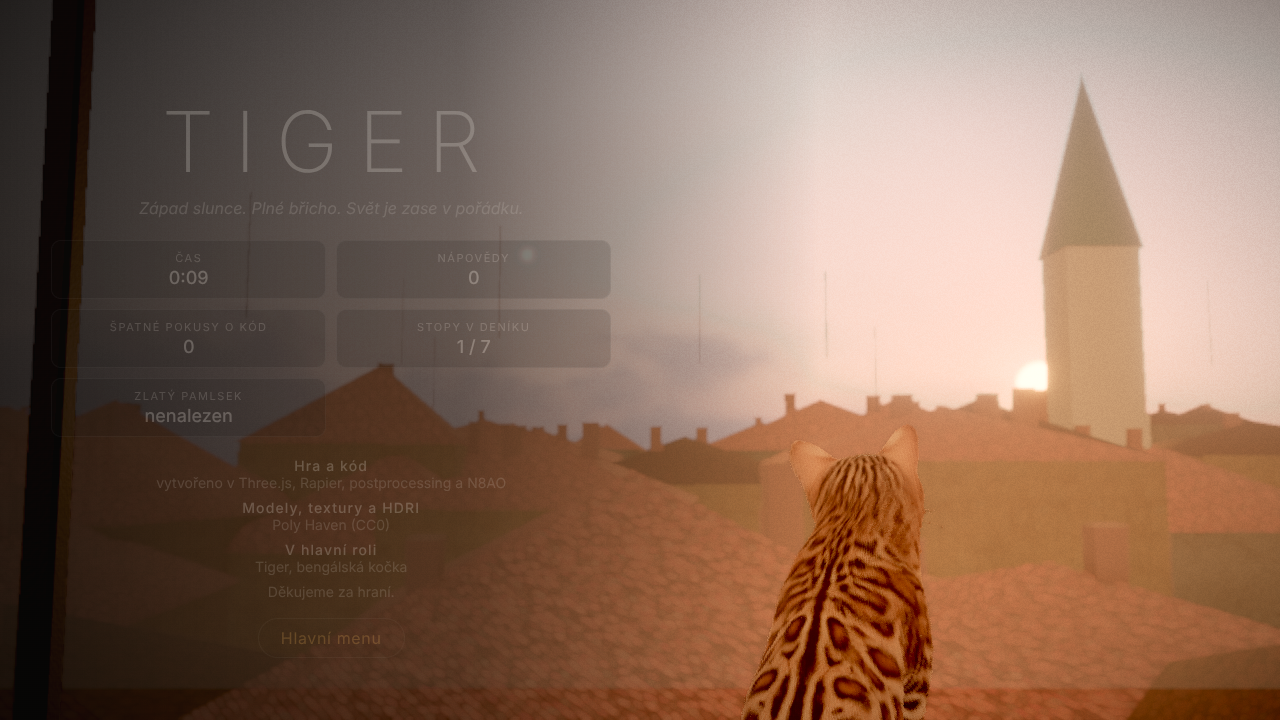 TIGER
Západ slunce. Plné břicho. Svět je zase v pořádku.
ČAS
0:09
NÁPOVĚDY
0
ŠPATNÉ POKUSY O KÓD
0
STOPY V DENÍKU
1 / 7
ZLATÝ PAMLSEK
nenalezen
Hra a kód
vytvořeno v Three.js, Rapier, postprocessing a N8AO
Modely, textury a HDRI
Poly Haven (CC0)
V hlavní roli
Tiger, bengálská kočka
Děkujeme za hraní.
Hlavní menu